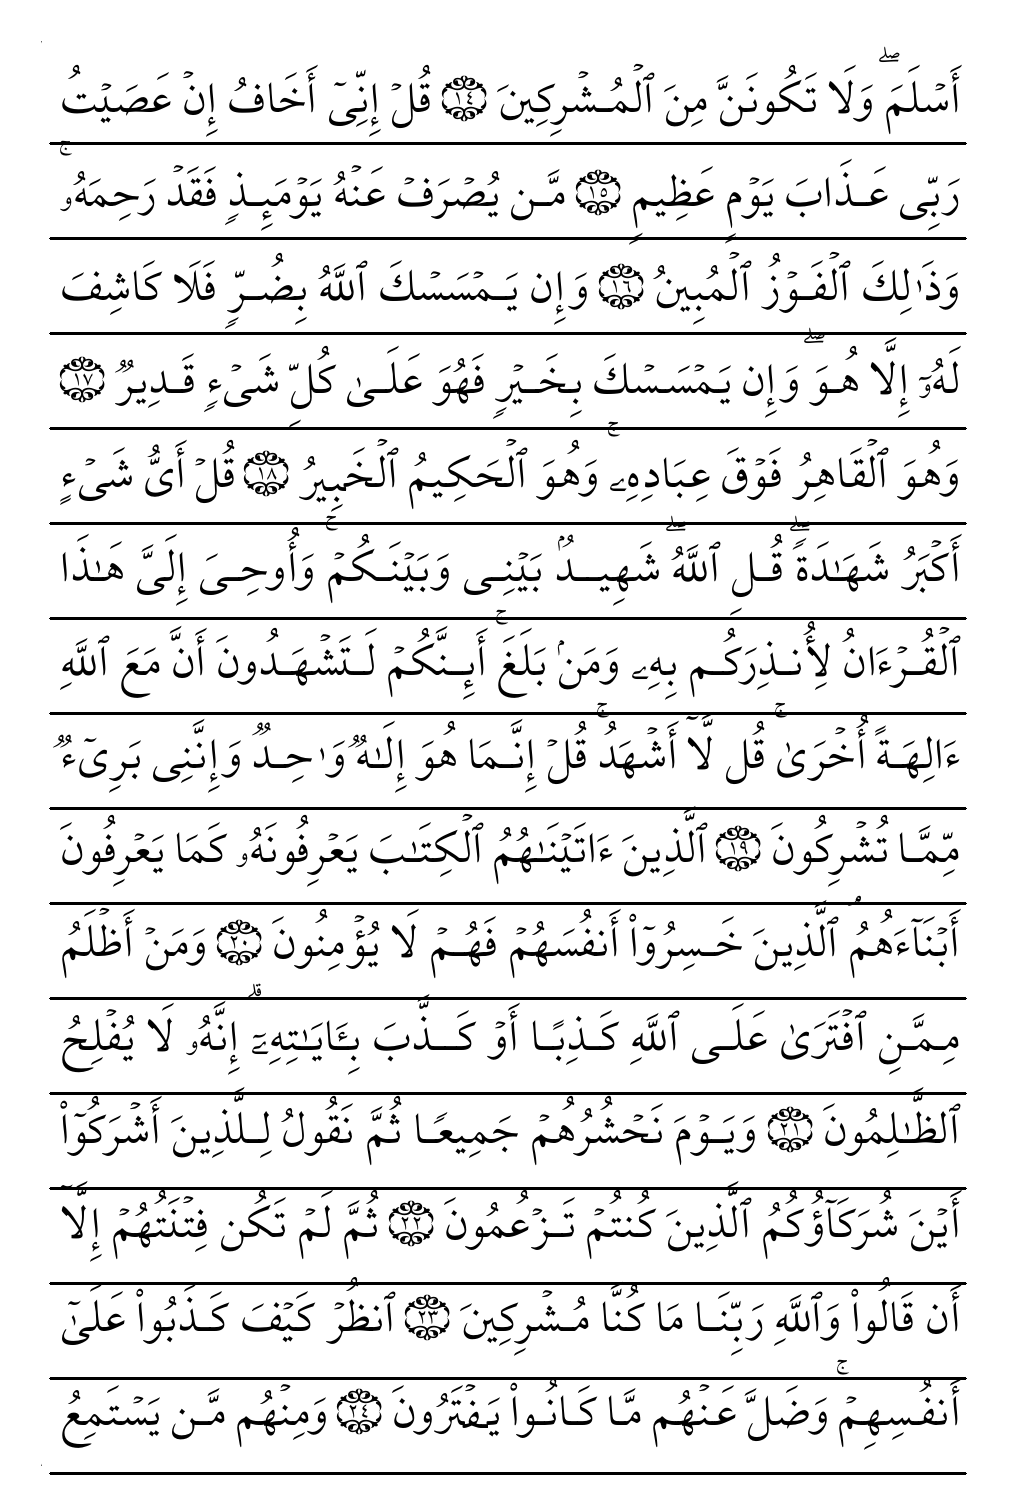 أَسۡلَمَۖ وَلَا تَكُونَنَّ مِنَ ٱلۡمُشۡرِكِينَ ١٤ قُلۡ إِنِّيٓ أَخَافُ إِنۡ عَصَيۡتُ
رَبِّي عَذَابَ يَوۡمٍ عَظِيمٖ ١٥ مَّن يُصۡرَفۡ عَنۡهُ يَوۡمَئِذٖ فَقَدۡ رَحِمَهُۥۚ
وَذَٰلِكَ ٱلۡفَوۡزُ ٱلۡمُبِينُ ١٦ وَإِن يَمۡسَسۡكَ ٱللَّهُ بِضُرّٖ فَلَا كَاشِفَ
لَهُۥٓ إِلَّا هُوَۖ وَإِن يَمۡسَسۡكَ بِخَيۡرٖ فَهُوَ عَلَىٰ كُلِّ شَيۡءٖ قَدِيرٞ ١٧
وَهُوَ ٱلۡقَاهِرُ فَوۡقَ عِبَادِهِۦۚ وَهُوَ ٱلۡحَكِيمُ ٱلۡخَبِيرُ ١٨ قُلۡ أَيُّ شَيۡءٍ
أَكۡبَرُ شَهَٰدَةٗۖ قُلِ ٱللَّهُۖ شَهِيدُۢ بَيۡنِي وَبَيۡنَكُمۡۚ وَأُوحِيَ إِلَيَّ هَٰذَا
ٱلۡقُرۡءَانُ لِأُنذِرَكُم بِهِۦ وَمَنۢ بَلَغَۚ أَئِنَّكُمۡ لَتَشۡهَدُونَ أَنَّ مَعَ ٱللَّهِ
ءَالِهَةً أُخۡرَىٰۚ قُل لَّآ أَشۡهَدُۚ قُلۡ إِنَّمَا هُوَ إِلَٰهٞ وَٰحِدٞ وَإِنَّنِي بَرِيٓءٞ
مِّمَّا تُشۡرِكُونَ ١٩ ٱلَّذِينَ ءَاتَيۡنَٰهُمُ ٱلۡكِتَٰبَ يَعۡرِفُونَهُۥ كَمَا يَعۡرِفُونَ
أَبۡنَآءَهُمُۘ ٱلَّذِينَ خَسِرُوٓاْ أَنفُسَهُمۡ فَهُمۡ لَا يُؤۡمِنُونَ ٢٠ وَمَنۡ أَظۡلَمُ
مِمَّنِ ٱفۡتَرَىٰ عَلَى ٱللَّهِ كَذِبًا أَوۡ كَذَّبَ بِـَٔايَٰتِهِۦٓۗ إِنَّهُۥ لَا يُفۡلِحُ
ٱلظَّٰلِمُونَ ٢١ وَيَوۡمَ نَحۡشُرُهُمۡ جَمِيعٗا ثُمَّ نَقُولُ لِلَّذِينَ أَشۡرَكُوٓاْ
أَيۡنَ شُرَكَآؤُكُمُ ٱلَّذِينَ كُنتُمۡ تَزۡعُمُونَ ٢٢ ثُمَّ لَمۡ تَكُن فِتۡنَتُهُمۡ إِلَّآ
أَن قَالُواْ وَٱللَّهِ رَبِّنَا مَا كُنَّا مُشۡرِكِينَ ٢٣ ٱنظُرۡ كَيۡفَ كَذَبُواْ عَلَىٰٓ
أَنفُسِهِمۡۚ وَضَلَّ عَنۡهُم مَّا كَانُواْ يَفۡتَرُونَ ٢٤ وَمِنۡهُم مَّن يَسۡتَمِعُ